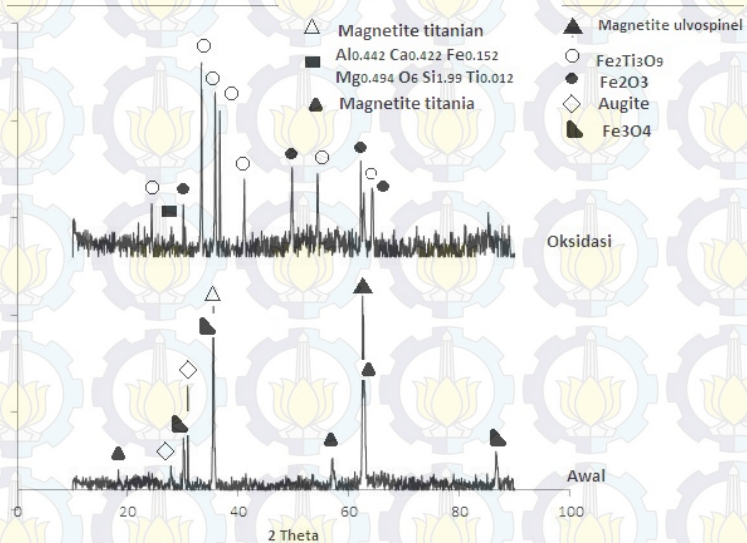 Magnetite titanian
Al0.442 Ca0.422 Fe0.152
Mg0.494 O6 Si1.99 Ti0.012
Magnetite titania
Magnetite ulvospinel
Fe2Ti3O9
Fe2O3
Augite
Fe3O4
Oksidasi
Awal
0 20 40 60 80 100
2 Theta